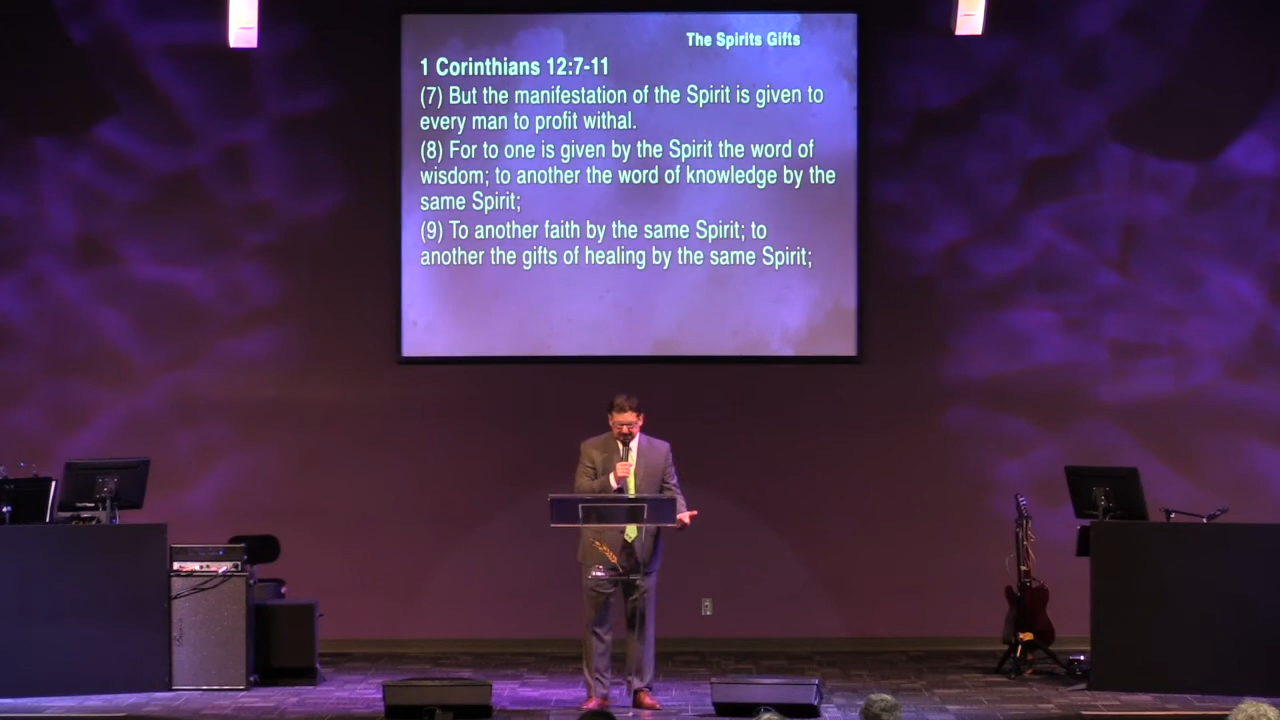 The Spirits Gifts
1 Corinthians 12:7-11
(7) But the manifestation of the Spirit is given to
every man to profit withal.
(8) For to one is given by the Spirit the word of
wisdom; to another the word of knowledge by the
same Spirit;
(9) To another faith by the same Spirit; to
another the gifts of healing by the same Spirit;